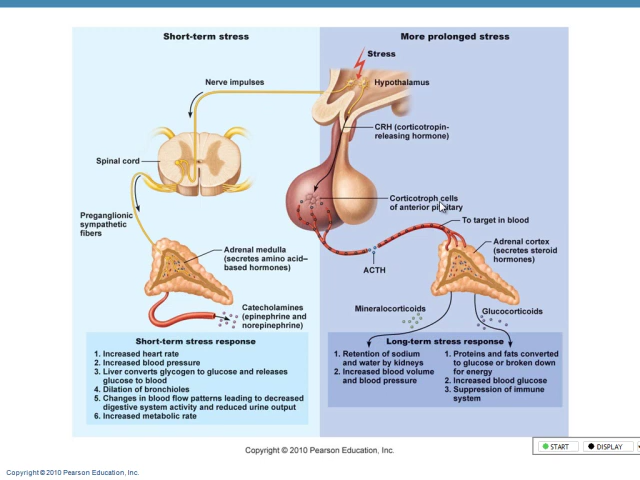 Short-term stress
More prolonged stress
Stress
Nerve impulses
Hypothalamus
CRH (corticotropin-
releasing hormone)
Spinal cord
Corticotroph cells
of anterior pituitary
Preganglionic
sympathetic
fibers
To target in blood
Adrenal medulla
(secretes amino acid–
based hormones)
Adrenal cortex
(secretes steroid
hormones)
ACTH
Catecholamines
(epinephrine and
norepinephrine)
Mineralocorticoids
Glucocorticoids
Short-term stress response
1. Increased heart rate
2. Increased blood pressure
3. Liver converts glycogen to glucose and releases
glucose to blood
4. Dilation of bronchioles
5. Changes in blood flow patterns leading to decreased
digestive system activity and reduced urine output
6. Increased metabolic rate
Long-term stress response
1. Retention of sodium
and water by kidneys
2. Increased blood volume
and blood pressure
1. Proteins and fats converted
to glucose or broken down
for energy
2. Increased blood glucose
3. Suppression of immune
system
Copyright © 2010 Pearson Education, Inc.
START
DISPLAY
Copyright © 2010 Pearson Education, Inc.